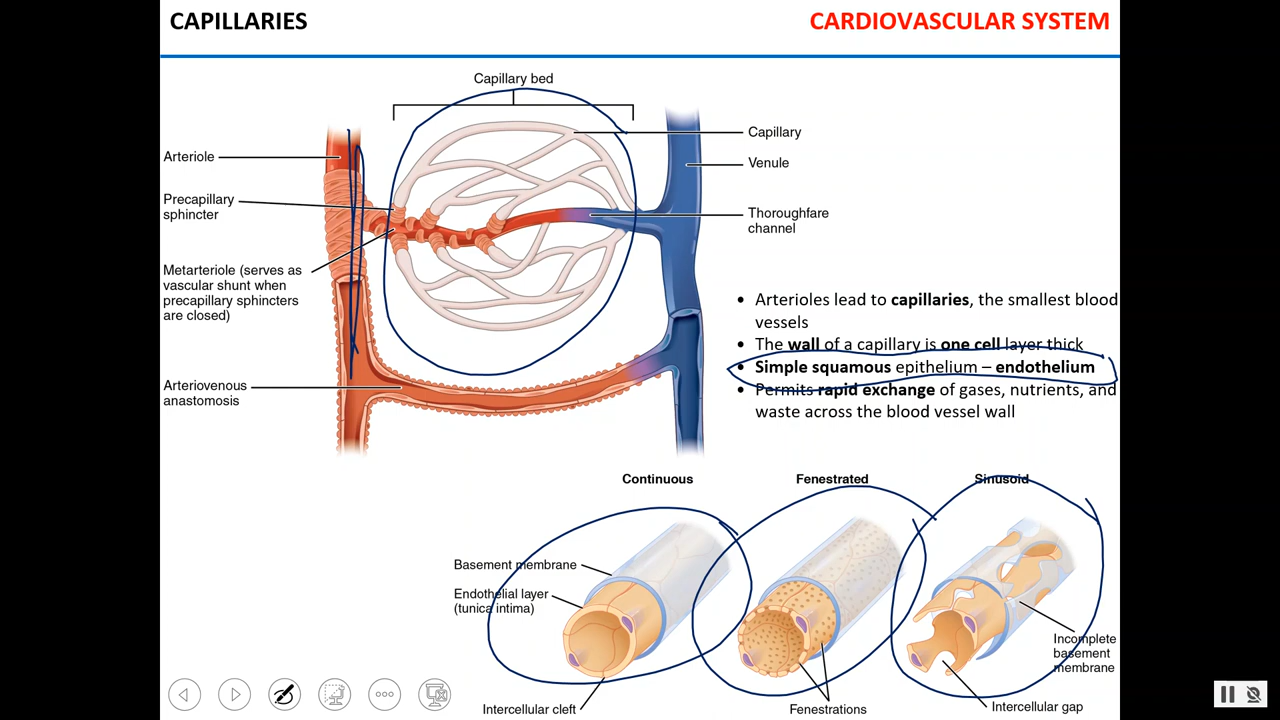 CAPILLARIES
CARDIOVASCULAR SYSTEM
Capillary bed
Arteriole
Precapillary
sphincter
Metarteriole (serves as
vascular shunt when
precapillary sphincters
are closed)
Arteriovenous
anastomosis
Capillary
Venule
Thoroughfare
channel
• Arterioles lead to capillaries, the smallest blood
vessels
• The wall of a capillary is one cell layer thick
• Simple squamous epithelium – endothelium
• Permits rapid exchange of gases, nutrients, and
waste across the blood vessel wall
Continuous
Fenestrated
Sinusoid
Basement membrane
Endothelial layer
(tunica intima)
Intercellular cleft
Fenestrations
Incomplete
basement
membrane
Intercellular gap